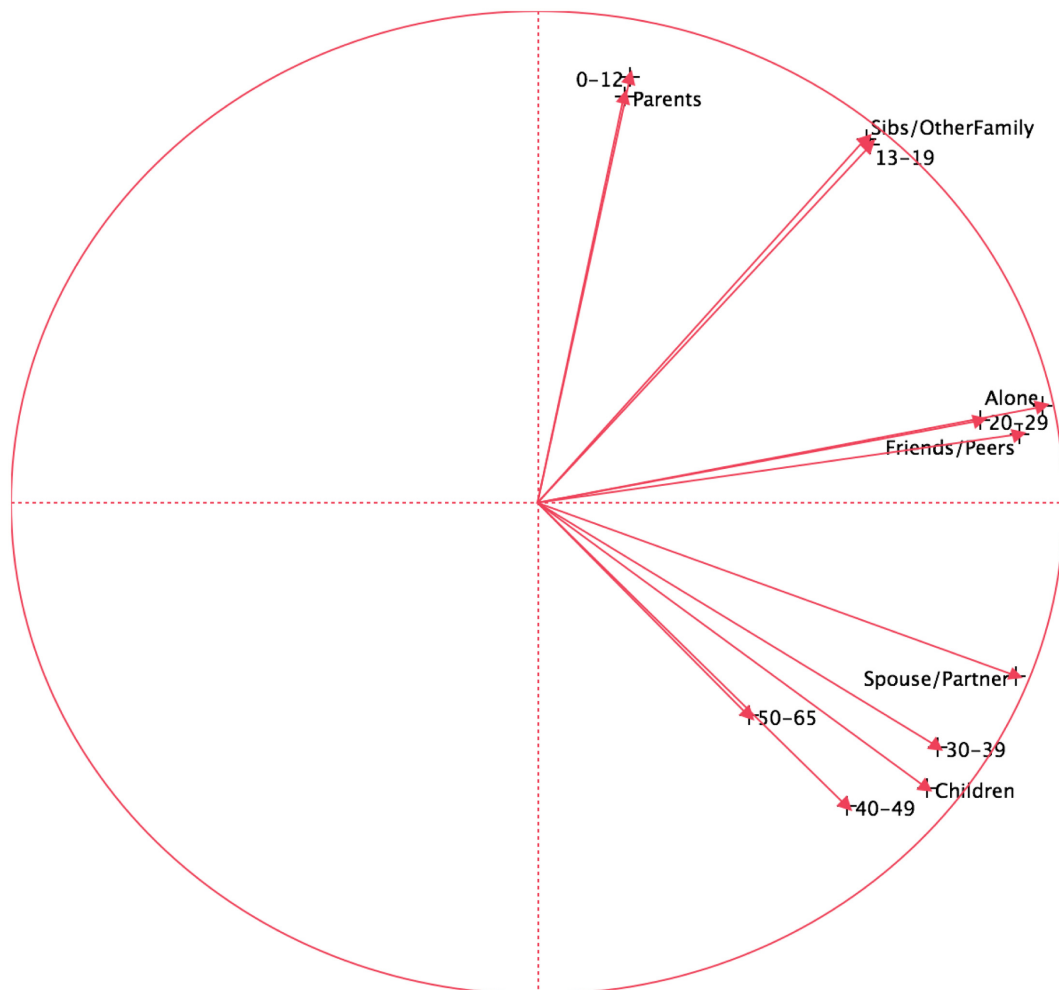 0-12
Parents
Sibs/OtherFamily
13-19
Alone
20-29
Friends/Peers
Spouse/Partner
50-65
30-39
Children
40-49